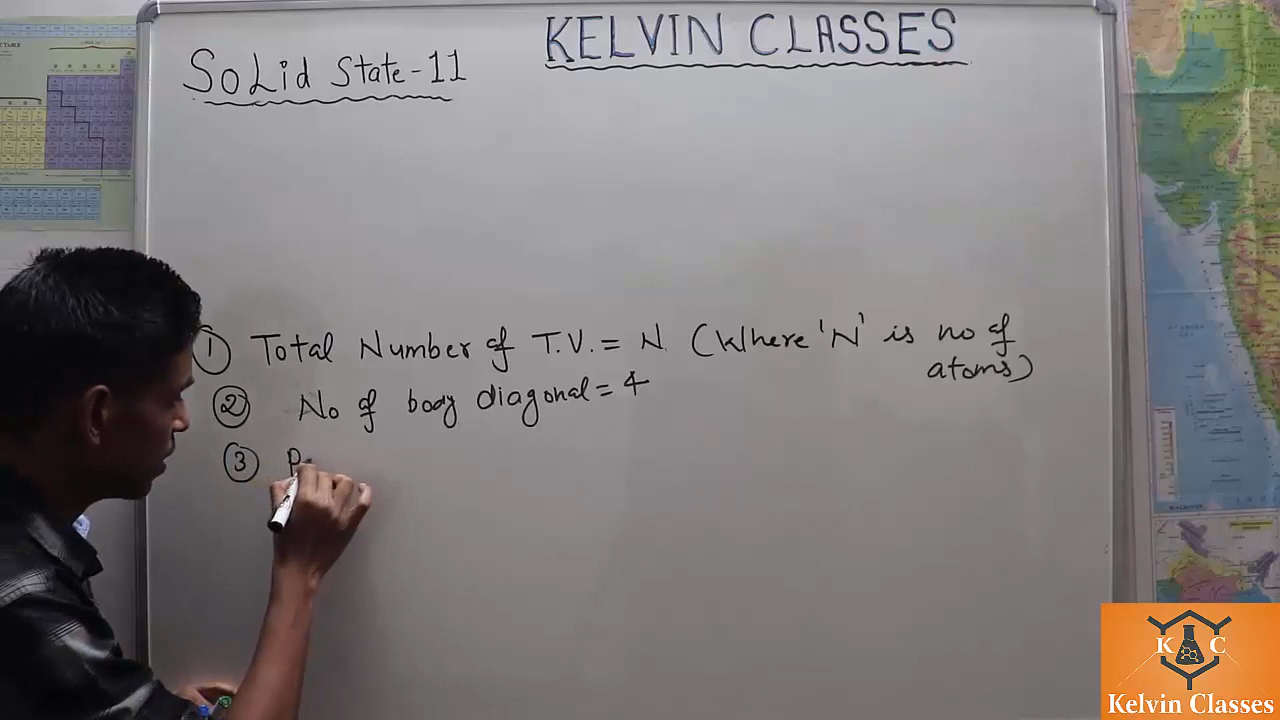 KELVIN CLASSES
SoLid State-11
① Total Number of T.V. = N (Where 'N' is no of
atoms)
② No of body diagonal = 4
③
K C
Kelvin Classes